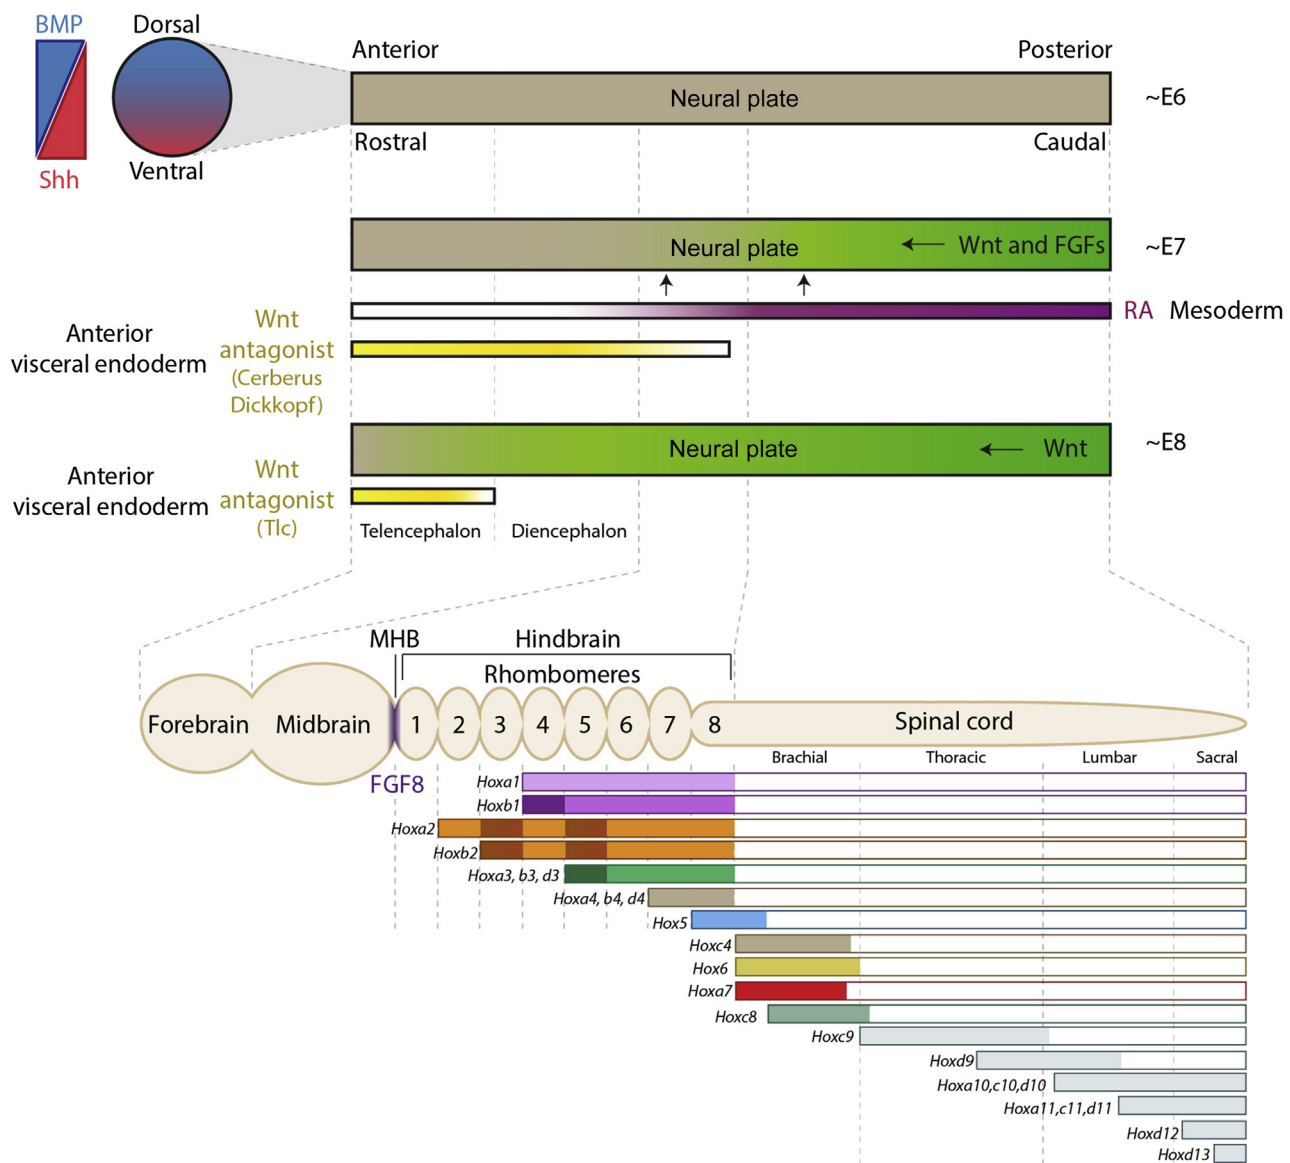 BMP
Dorsal
Anterior
Posterior
Neural plate
~E6
Rostral
Caudal
Ventral
Shh
Neural plate
Wnt and FGFs
~E7
RA
Mesoderm
Anterior
visceral endoderm
Wnt
antagonist
(Cerberus
Dickkopf)
Neural plate
Wnt
~E8
Anterior
visceral endoderm
Wnt
antagonist
(Tlc)
Telencephalon
Diencephalon
MHB
Hindbrain
Rhombomeres
Forebrain
Midbrain
1
2
3
4
5
6
7
8
Spinal cord
Brachial
Thoracic
Lumbar
Sacral
FGF8
Hoxa1
Hoxb1
Hoxa2
Hoxb2
Hoxa3, b3, d3
Hoxa4, b4, d4
Hox5
Hoxc4
Hox6
Hoxa7
Hoxc8
Hoxc9
Hoxd9
Hoxa10,c10,d10
Hoxa11,c11,d11
Hoxd12
Hoxd13